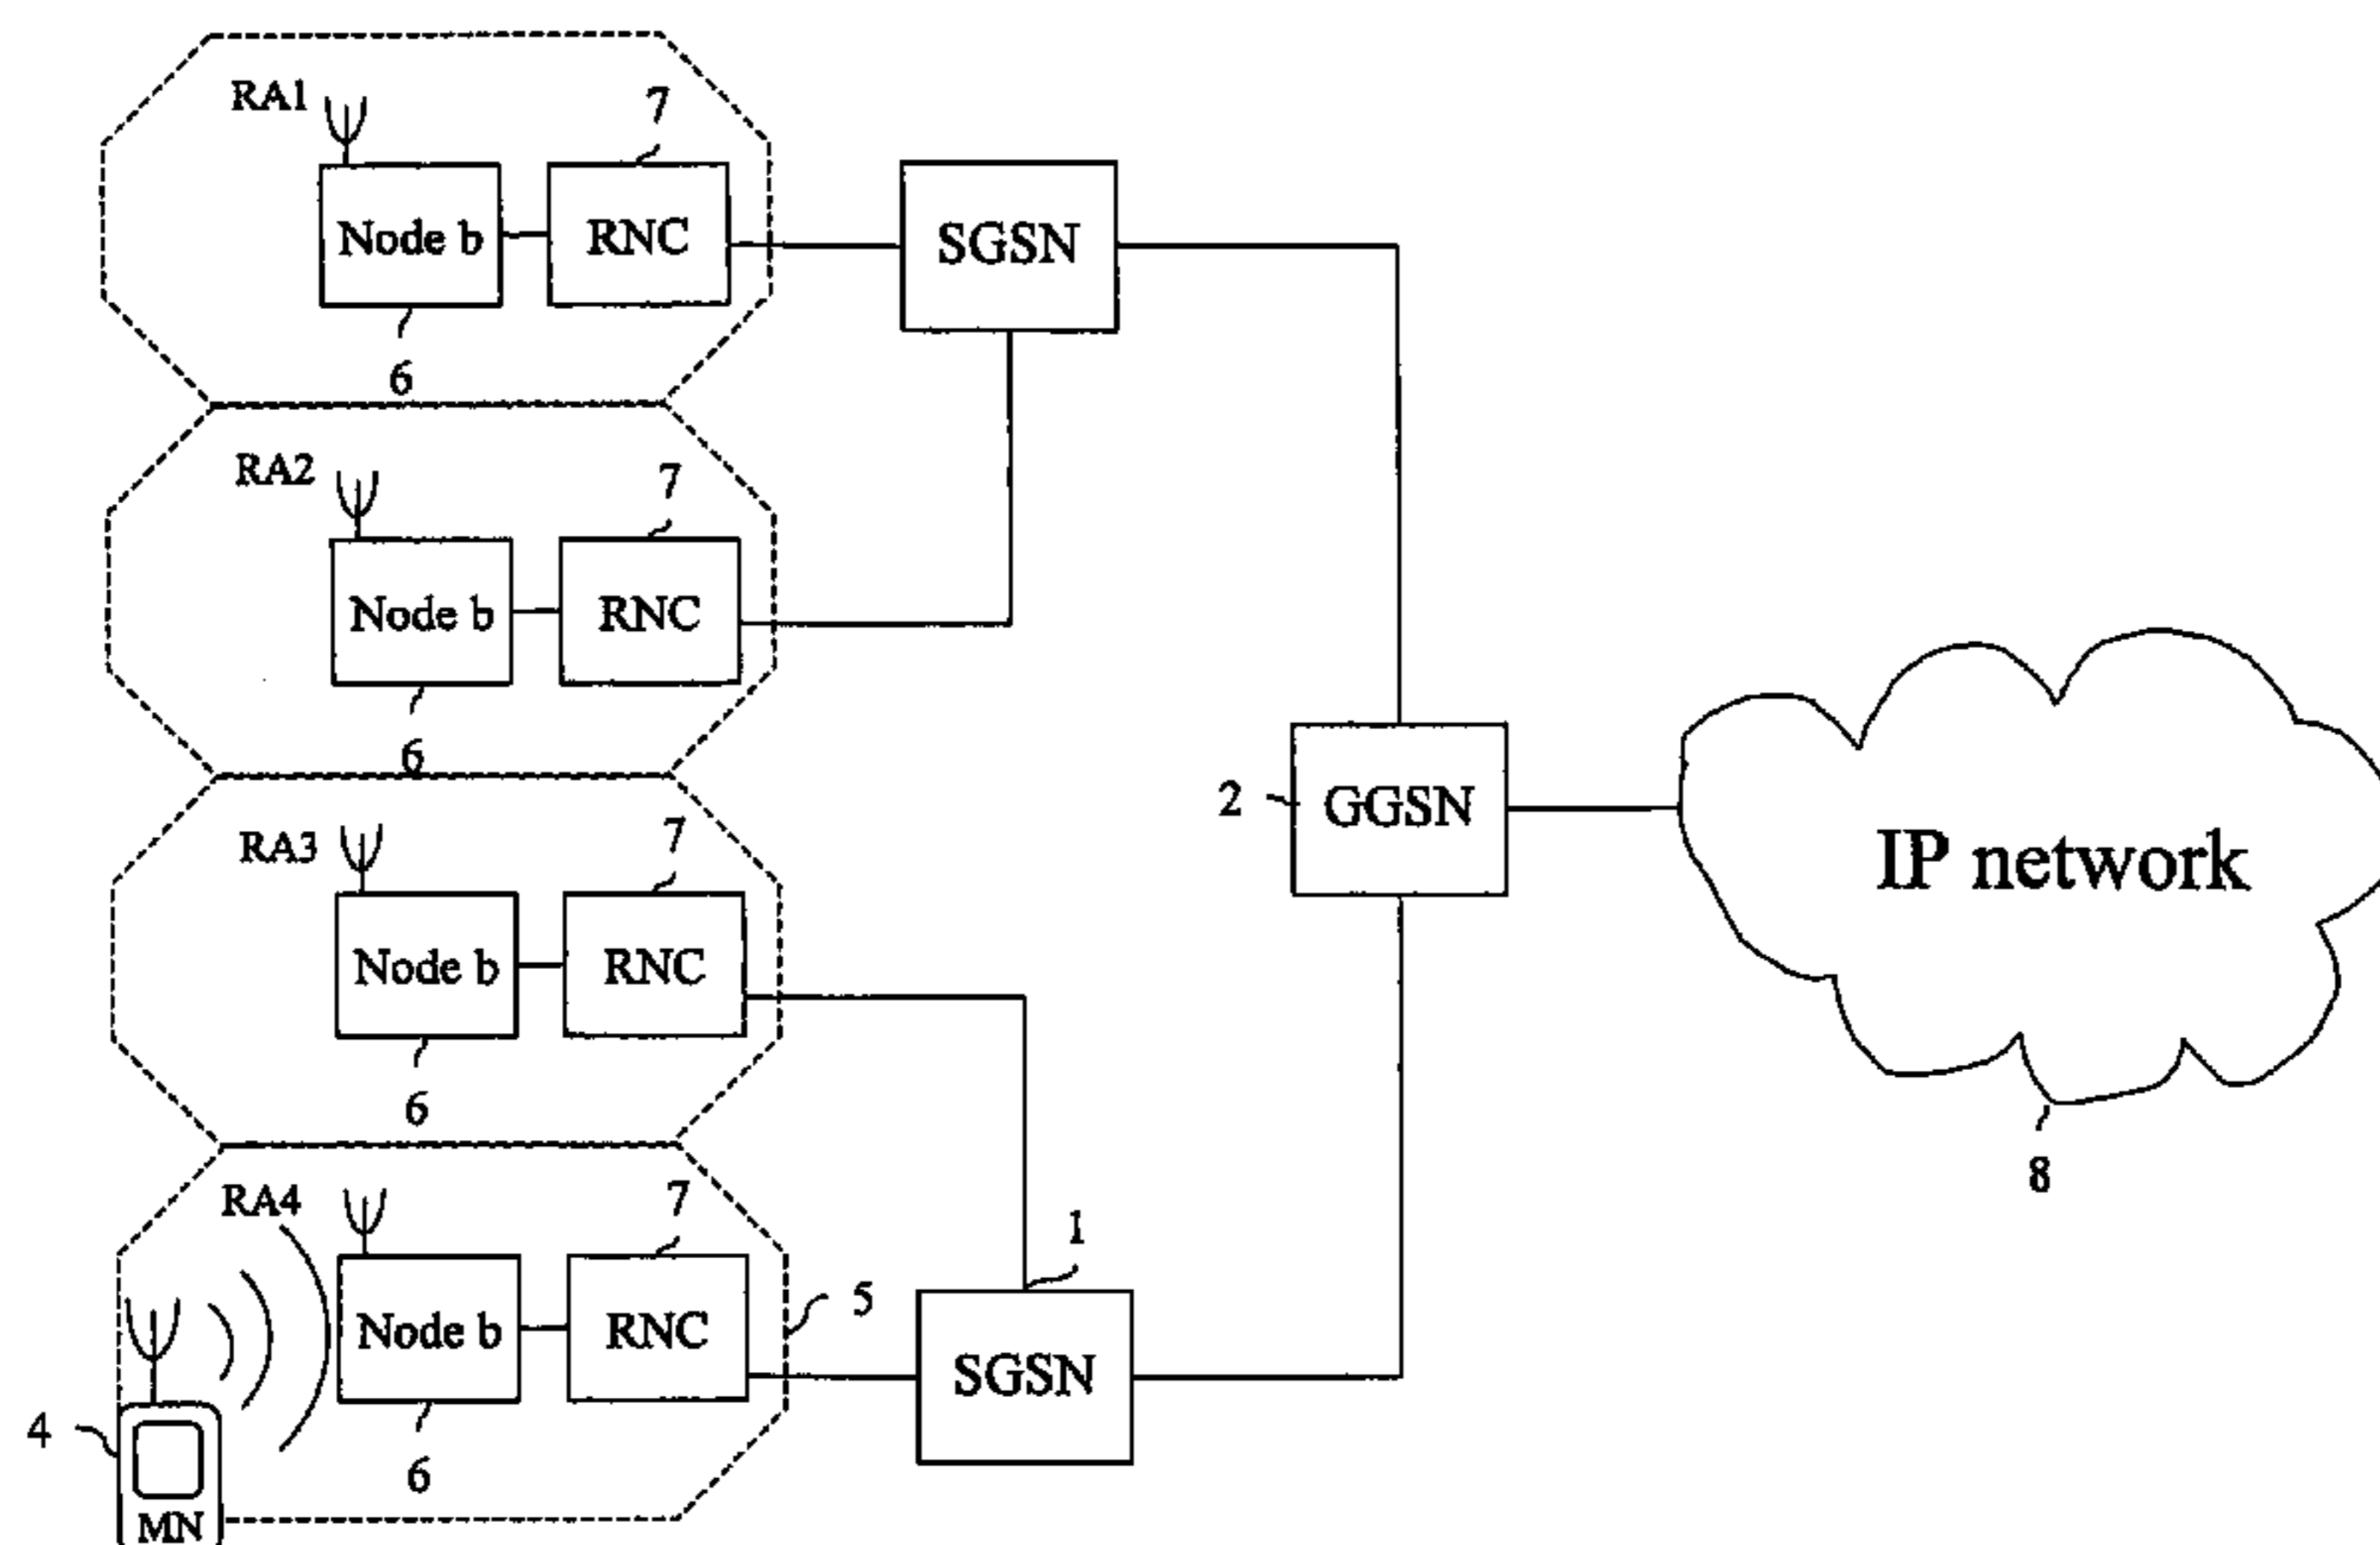 RA1
7
Node b
RNC
SGSN
6
RA2
7
Node b
RNC
6
2
GGSN
IP network
RA3
7
Node b
RNC
6
8
RA4
7
1
5
Node b
RNC
SGSN
4
6
MN